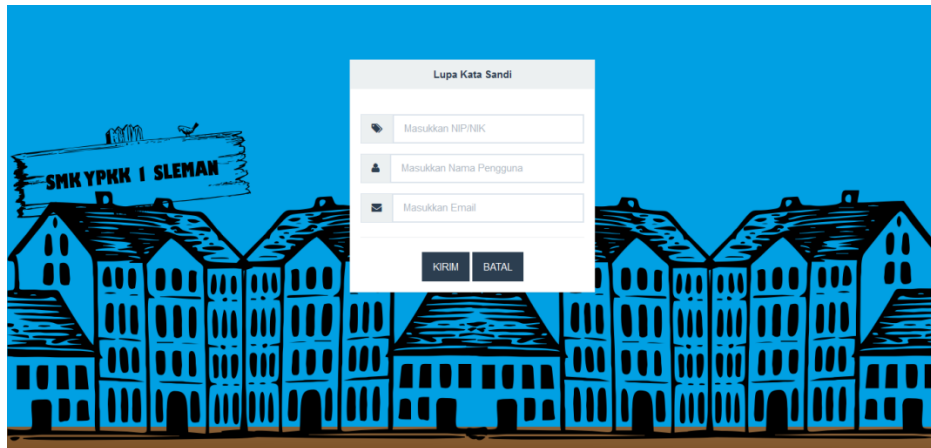 Lupa Kata Sandi
Masukkan NIP/NIK
SMK YPKK 1 SLEMAN
Masukkan Nama Pengguna
Masukkan Email
KIRIM BATAL